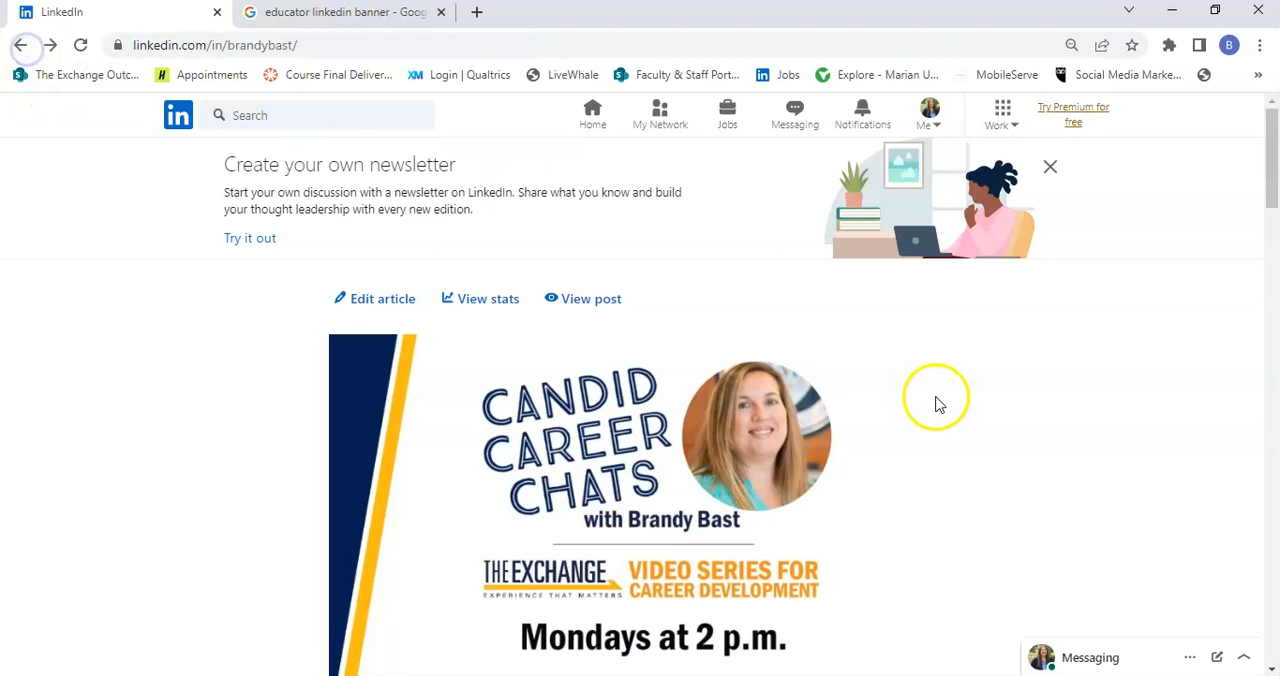 LinkedIn
educator linkedin banner - Goog
linkedin.com/in/brandybast/
B
The Exchange Outc...
H Appointments
Course Final Deliver...
XM Login | Qualtrics
LiveWhale
Faculty & Staff Port...
in Jobs
Explore - Marian U...
MobileServe
Social Media Marke...
»
in
Search
Home
My Network
Jobs
Messaging
Notifications
Me
Work
Try Premium for
free
Create your own newsletter
Start your own discussion with a newsletter on LinkedIn. Share what you know and build
your thought leadership with every new edition.
Try it out
Edit article
View stats
View post
CANDID
CAREER
CHATS
with Brandy Bast
THE EXCHANGE
EXPERIENCE THAT MATTERS
VIDEO SERIES FOR
CAREER DEVELOPMENT
Mondays at 2 p.m.
Messaging